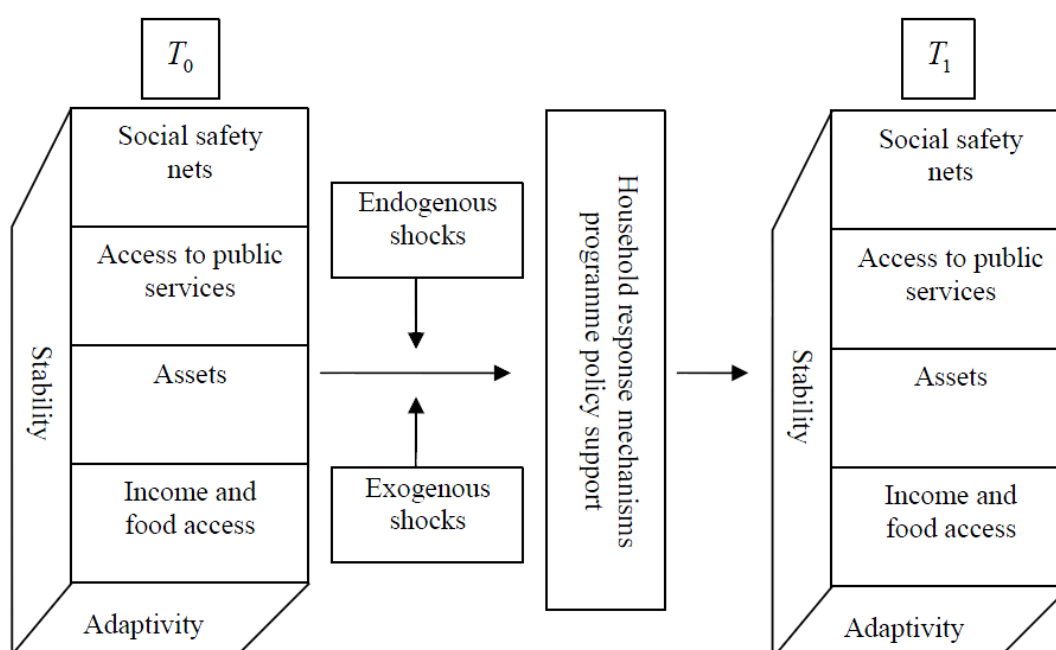 T0
Social safety
nets
Access to public
services
Stability
Assets
Income and
food access
Adaptivity
Endogenous
shocks
Exogenous
shocks
Household response mechanisms
programme policy support
T1
Social safety
nets
Access to public
services
Stability
Assets
Income and
food access
Adaptivity